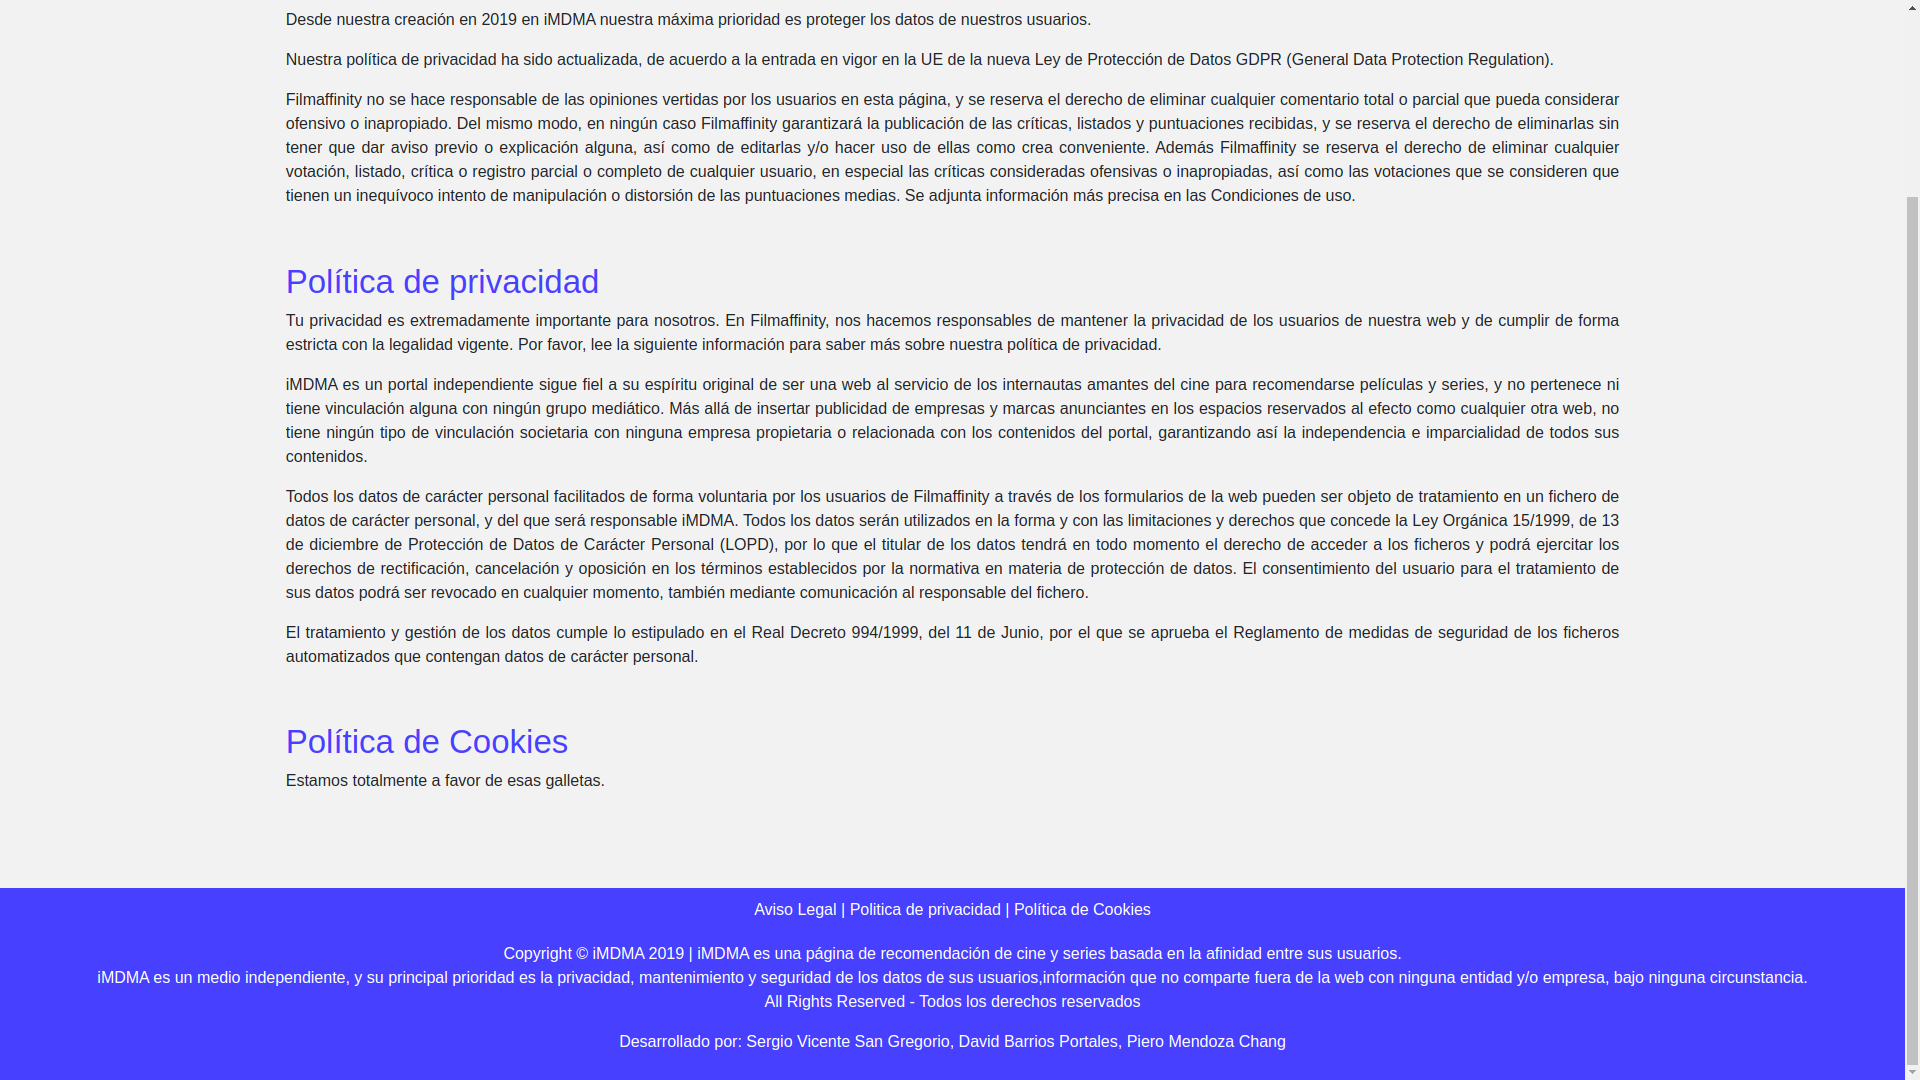 Desde nuestra creación en 2019 en iMDMA nuestra máxima prioridad es proteger los datos de nuestros usuarios.
Nuestra política de privacidad ha sido actualizada, de acuerdo a la entrada en vigor en la UE de la nueva Ley de Protección de Datos GDPR (General Data Protection Regulation).
Filmaffinity no se hace responsable de las opiniones vertidas por los usuarios en esta página, y se reserva el derecho de eliminar cualquier comentario total o parcial que pueda considerar
ofensivo o inapropiado. Del mismo modo, en ningún caso Filmaffinity garantizará la publicación de las críticas, listados y puntuaciones recibidas, y se reserva el derecho de eliminarlas sin
tener que dar aviso previo o explicación alguna, así como de editarlas y/o hacer uso de ellas como crea conveniente. Además Filmaffinity se reserva el derecho de eliminar cualquier
votación, listado, crítica o registro parcial o completo de cualquier usuario, en especial las críticas consideradas ofensivas o inapropiadas, así como las votaciones que se consideren que
tienen un inequívoco intento de manipulación o distorsión de las puntuaciones medias. Se adjunta información más precisa en las Condiciones de uso.
Política de privacidad
Tu privacidad es extremadamente importante para nosotros. En Filmaffinity, nos hacemos responsables de mantener la privacidad de los usuarios de nuestra web y de cumplir de forma
estricta con la legalidad vigente. Por favor, lee la siguiente información para saber más sobre nuestra política de privacidad.
iMDMA es un portal independiente sigue fiel a su espíritu original de ser una web al servicio de los internautas amantes del cine para recomendarse películas y series, y no pertenece ni
tiene vinculación alguna con ningún grupo mediático. Más allá de insertar publicidad de empresas y marcas anunciantes en los espacios reservados al efecto como cualquier otra web, no
tiene ningún tipo de vinculación societaria con ninguna empresa propietaria o relacionada con los contenidos del portal, garantizando así la independencia e imparcialidad de todos sus
contenidos.
Todos los datos de carácter personal facilitados de forma voluntaria por los usuarios de Filmaffinity a través de los formularios de la web pueden ser objeto de tratamiento en un fichero de
datos de carácter personal, y del que será responsable iMDMA. Todos los datos serán utilizados en la forma y con las limitaciones y derechos que concede la Ley Orgánica 15/1999, de 13
de diciembre de Protección de Datos de Carácter Personal (LOPD), por lo que el titular de los datos tendrá en todo momento el derecho de acceder a los ficheros y podrá ejercitar los
derechos de rectificación, cancelación y oposición en los términos establecidos por la normativa en materia de protección de datos. El consentimiento del usuario para el tratamiento de
sus datos podrá ser revocado en cualquier momento, también mediante comunicación al responsable del fichero.
El tratamiento y gestión de los datos cumple lo estipulado en el Real Decreto 994/1999, del 11 de Junio, por el que se aprueba el Reglamento de medidas de seguridad de los ficheros
automatizados que contengan datos de carácter personal.
Política de Cookies
Estamos totalmente a favor de esas galletas.
Aviso Legal | Politica de privacidad | Política de Cookies
Copyright © iMDMA 2019 | iMDMA es una página de recomendación de cine y series basada en la afinidad entre sus usuarios.
iMDMA es un medio independiente, y su principal prioridad es la privacidad, mantenimiento y seguridad de los datos de sus usuarios,información que no comparte fuera de la web con ninguna entidad y/o empresa, bajo ninguna circunstancia.
All Rights Reserved - Todos los derechos reservados
Desarrollado por: Sergio Vicente San Gregorio, David Barrios Portales, Piero Mendoza Chang